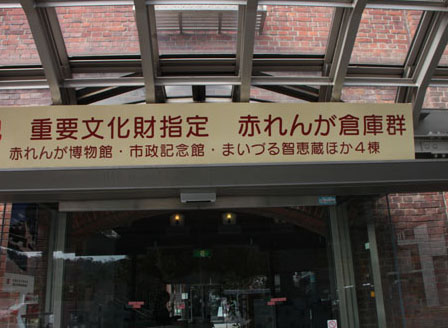 重要文化財指定　赤れんが倉庫群
赤れんが博物館・市政記念館・まいづる智恵蔵ほか4棟